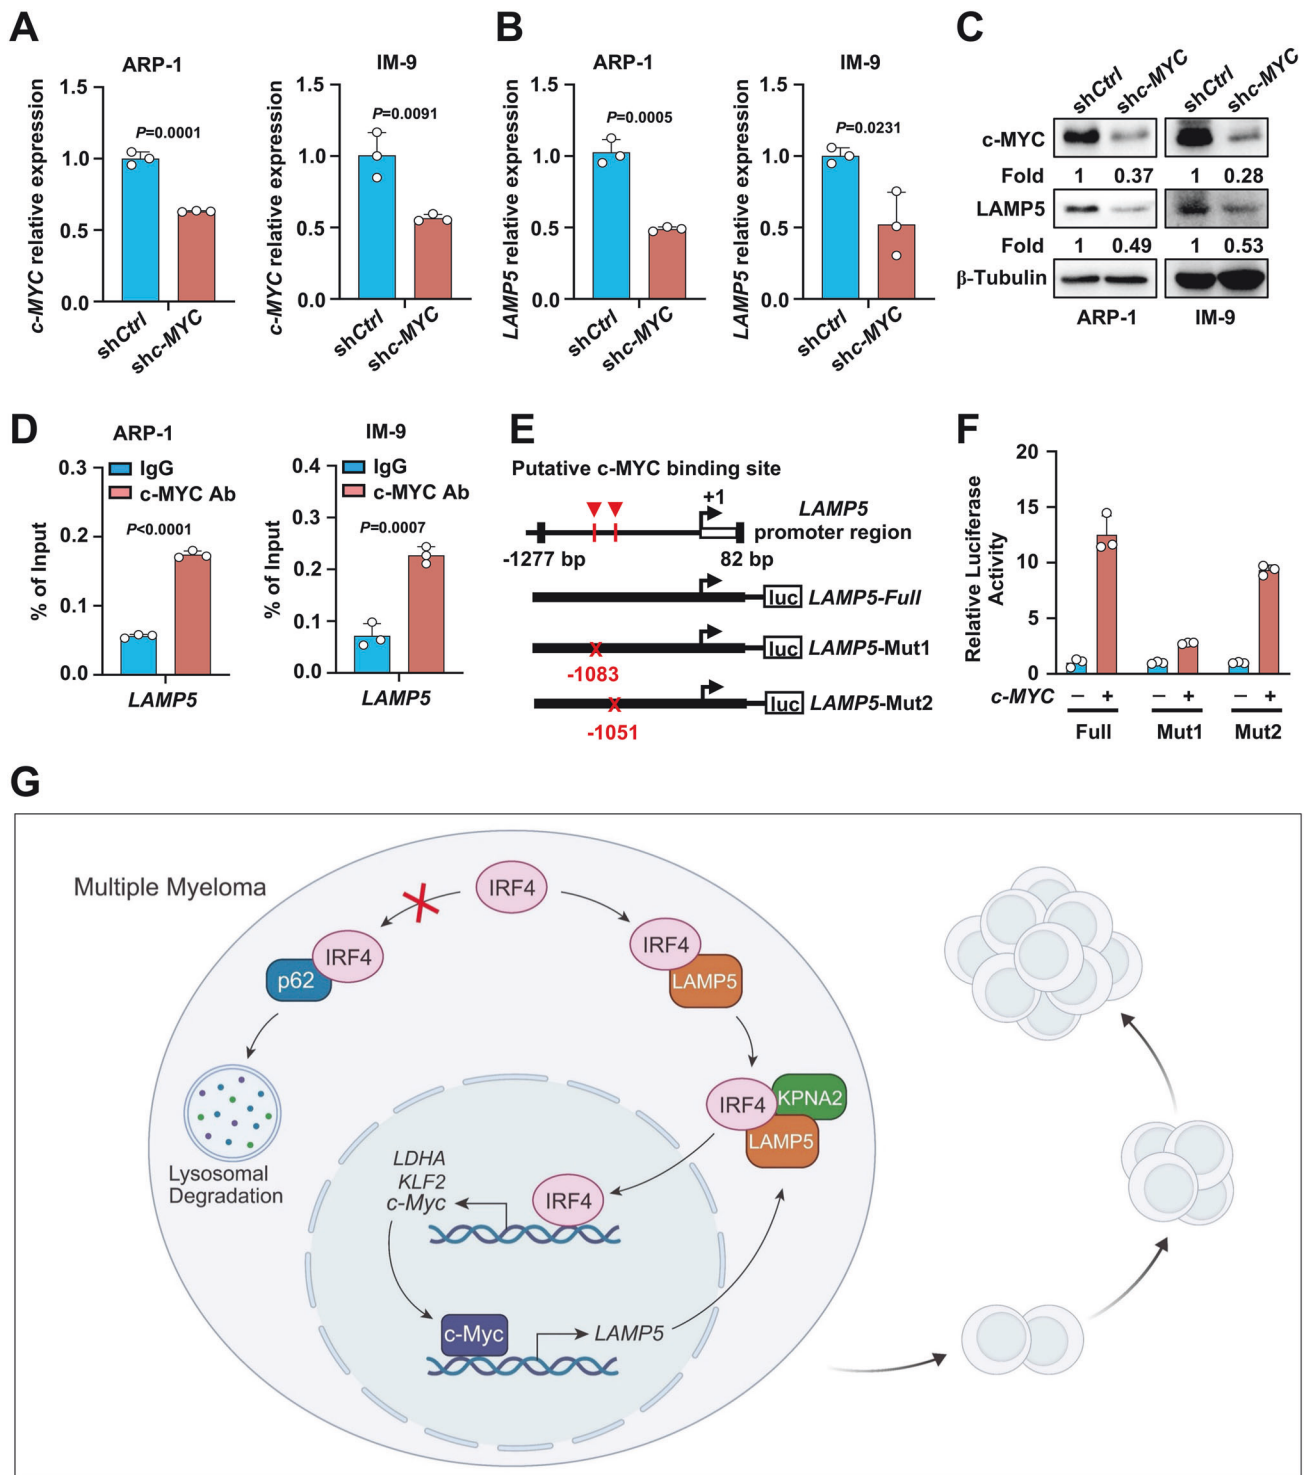 A
ARP-1
c-MYC relative expression
1.5
1.0
0.5
0.0
P=0.0001
shCtrl
shc-MYC
IM-9
c-MYC relative expression
1.5
1.0
0.5
0.0
P=0.0091
shCtrl
shc-MYC
B
ARP-1
LAMP5 relative expression
1.5
1.0
0.5
0.0
P=0.0005
shCtrl
shc-MYC
IM-9
LAMP5 relative expression
1.5
1.0
0.5
0.0
P=0.0231
shCtrl
shc-MYC
C
shCtrl shc-MYC shCtrl shc-MYC
c-MYC
Fold 1 0.37 1 0.28
LAMP5
Fold 1 0.49 1 0.53
β-Tubulin
ARP-1 IM-9
D
ARP-1
% of Input
0.3
0.2
0.1
0.0
IgG
c-MYC Ab
P<0.0001
LAMP5
IM-9
% of Input
0.4
0.3
0.2
0.1
0.0
IgG
c-MYC Ab
P=0.0007
LAMP5
E
Putative c-MYC binding site
+1
LAMP5
promoter region
-1277 bp 82 bp
luc LAMP5-Full
luc LAMP5-Mut1
-1083
luc LAMP5-Mut2
-1051
F
Relative Luciferase
Activity
20
15
10
5
0
c-MYC – + – + – +
Full Mut1 Mut2
G
Multiple Myeloma
IRF4
IRF4
p62
Lysosomal
Degradation
IRF4
LAMP5
IRF4
KPNA2
LAMP5
LDHA
KLF2
c-Myc
IRF4
c-Myc
LAMP5